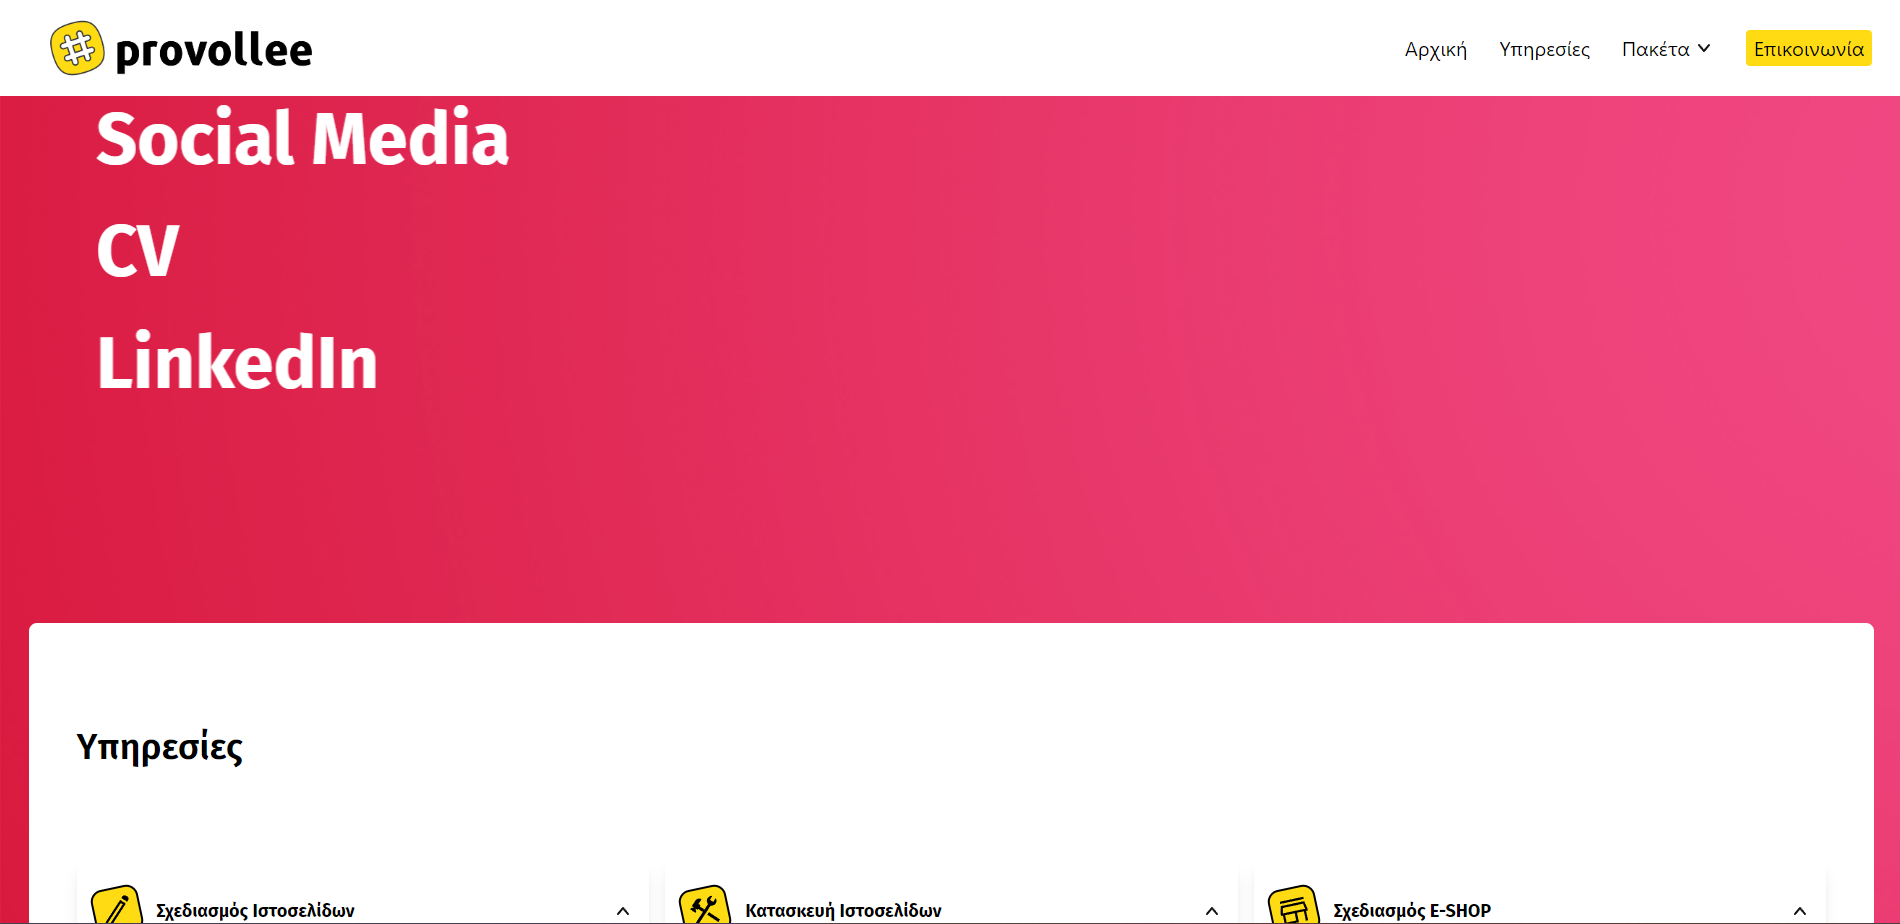 provollee
Αρχική Υπηρεσίες Πακέτα Επικοινωνία
Social Media
CV
LinkedIn
Υπηρεσίες
Σχεδιασμός Ιστοσελίδων
Κατασκευή Ιστοσελίδων
Σχεδιασμός E-SHOP